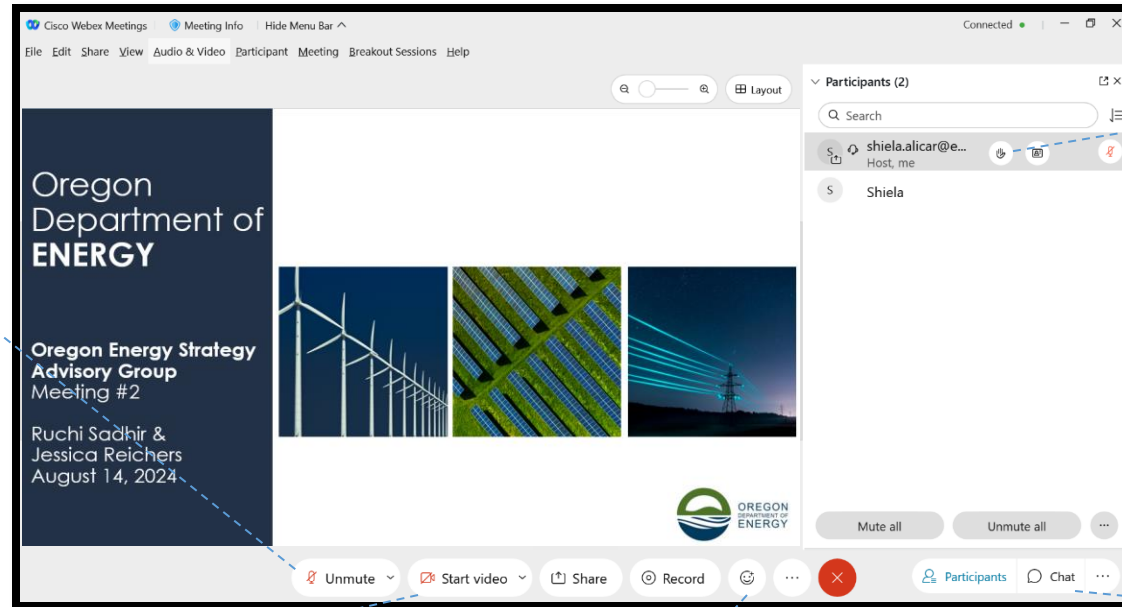 Cisco Webex Meetings Meeting Info Hide Menu Bar
Connected
File Edit Share View Audio & Video Participant Meeting Breakout Sessions Help
Layout
Participants (2)
Search
S shiela.alicar@e...
Host, me
S Shiela
Oregon
Department of
ENERGY
Oregon Energy Strategy
Advisory Group
Meeting #2
Ruchi Sadhir &
Jessica Reichers
August 14, 2024
OREGON
DEPARTMENT OF
ENERGY
Mute all Unmute all
Unmute Start video Share Record Participants Chat